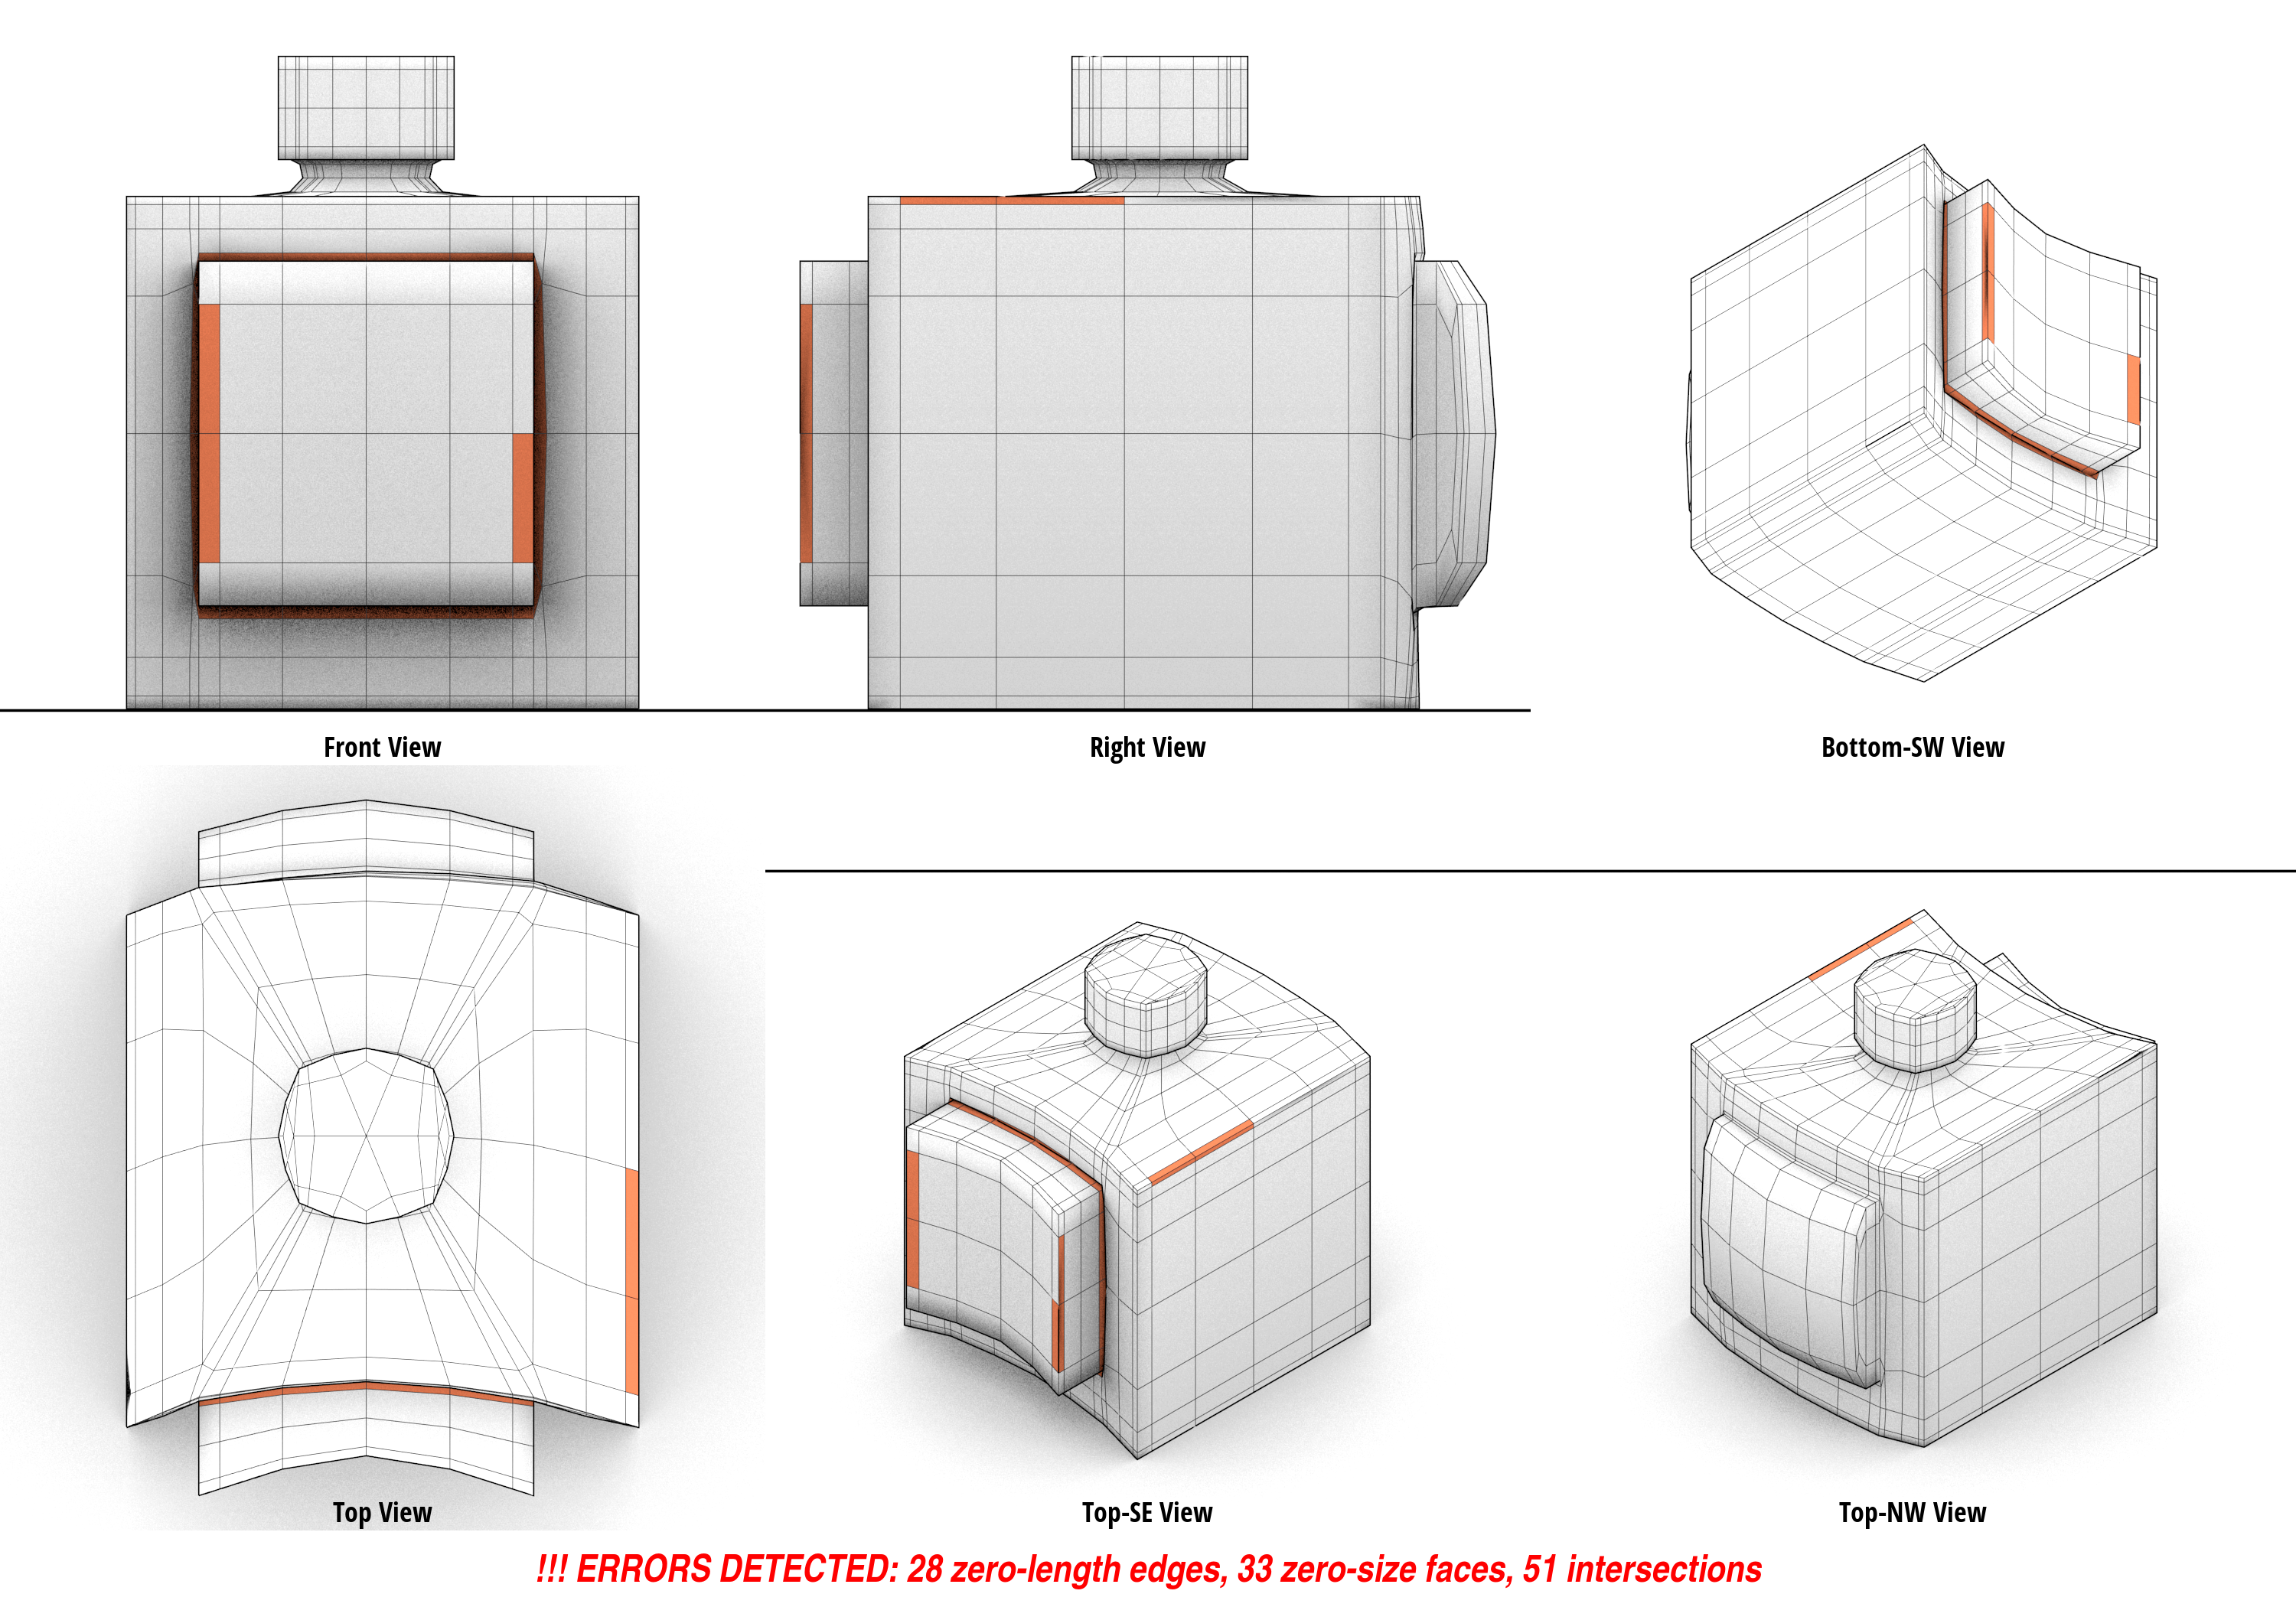 Front View
Right View
Bottom-SW View
Top View
Top-SE View
Top-NW View
!!! ERRORS DETECTED: 28 zero-length edges, 33 zero-size faces, 51 intersections